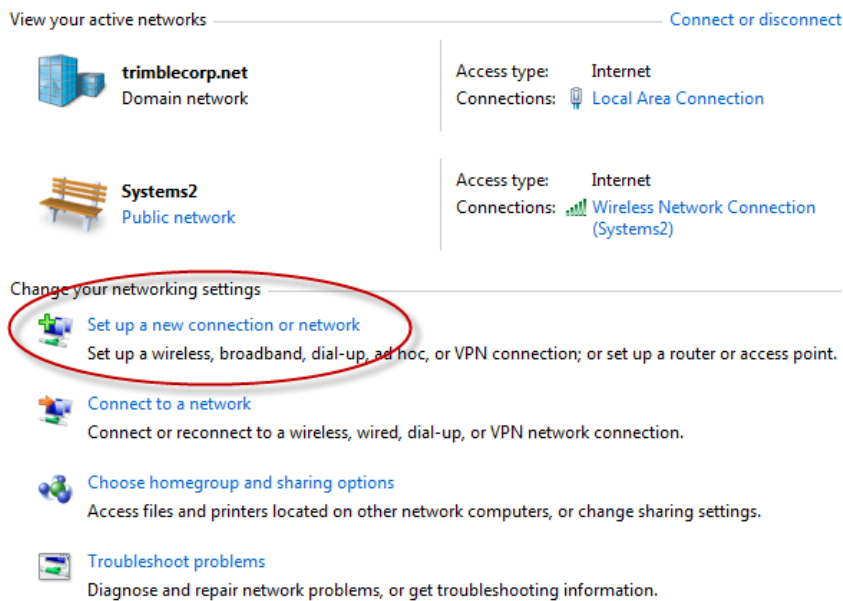 View your active networks Connect or disconnect
trimblecorp.net
Domain network
Access type: Internet
Connections: Local Area Connection
Systems2
Public network
Access type: Internet
Connections: Wireless Network Connection
(Systems2)
Change your networking settings
Set up a new connection or network
Set up a wireless, broadband, dial-up, ad hoc, or VPN connection; or set up a router or access point.
Connect to a network
Connect or reconnect to a wireless, wired, dial-up, or VPN network connection.
Choose homegroup and sharing options
Access files and printers located on other network computers, or change sharing settings.
Troubleshoot problems
Diagnose and repair network problems, or get troubleshooting information.